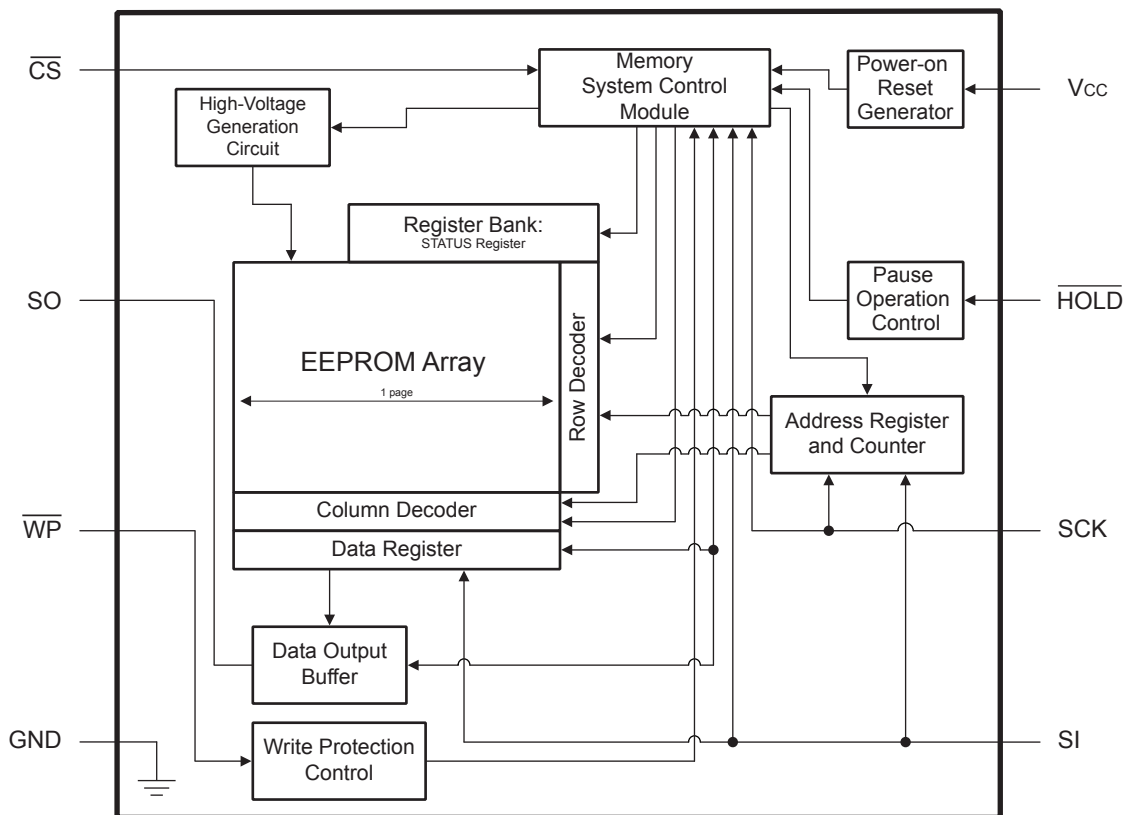 CS
Memory
System Control
Module
Power-on
Reset
Generator
VCC
High-Voltage
Generation
Circuit
Register Bank:
STATUS Register
SO
Pause
Operation
Control
HOLD
EEPROM Array
1 page
Row Decoder
Address Register
and Counter
Column Decoder
WP
Data Register
SCK
Data Output
Buffer
GND
Write Protection
Control
SI